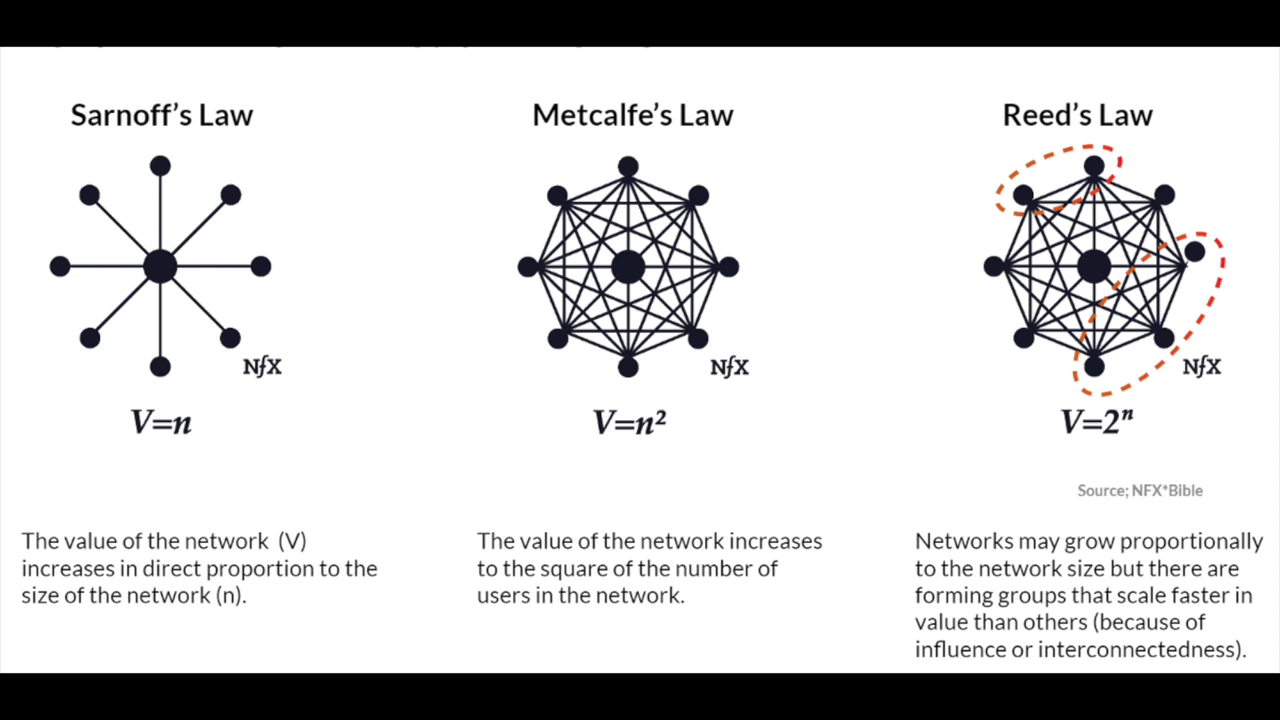 Sarnoff's Law
NfX
V=n
The value of the network (V)
increases in direct proportion to the
size of the network (n).
Metcalfe's Law
NfX
V=n²
The value of the network increases
to the square of the number of
users in the network.
Reed's Law
NfX
V=2ⁿ
Source; NFX*Bible
Networks may grow proportionally
to the network size but there are
forming groups that scale faster in
value than others (because of
influence or interconnectedness).